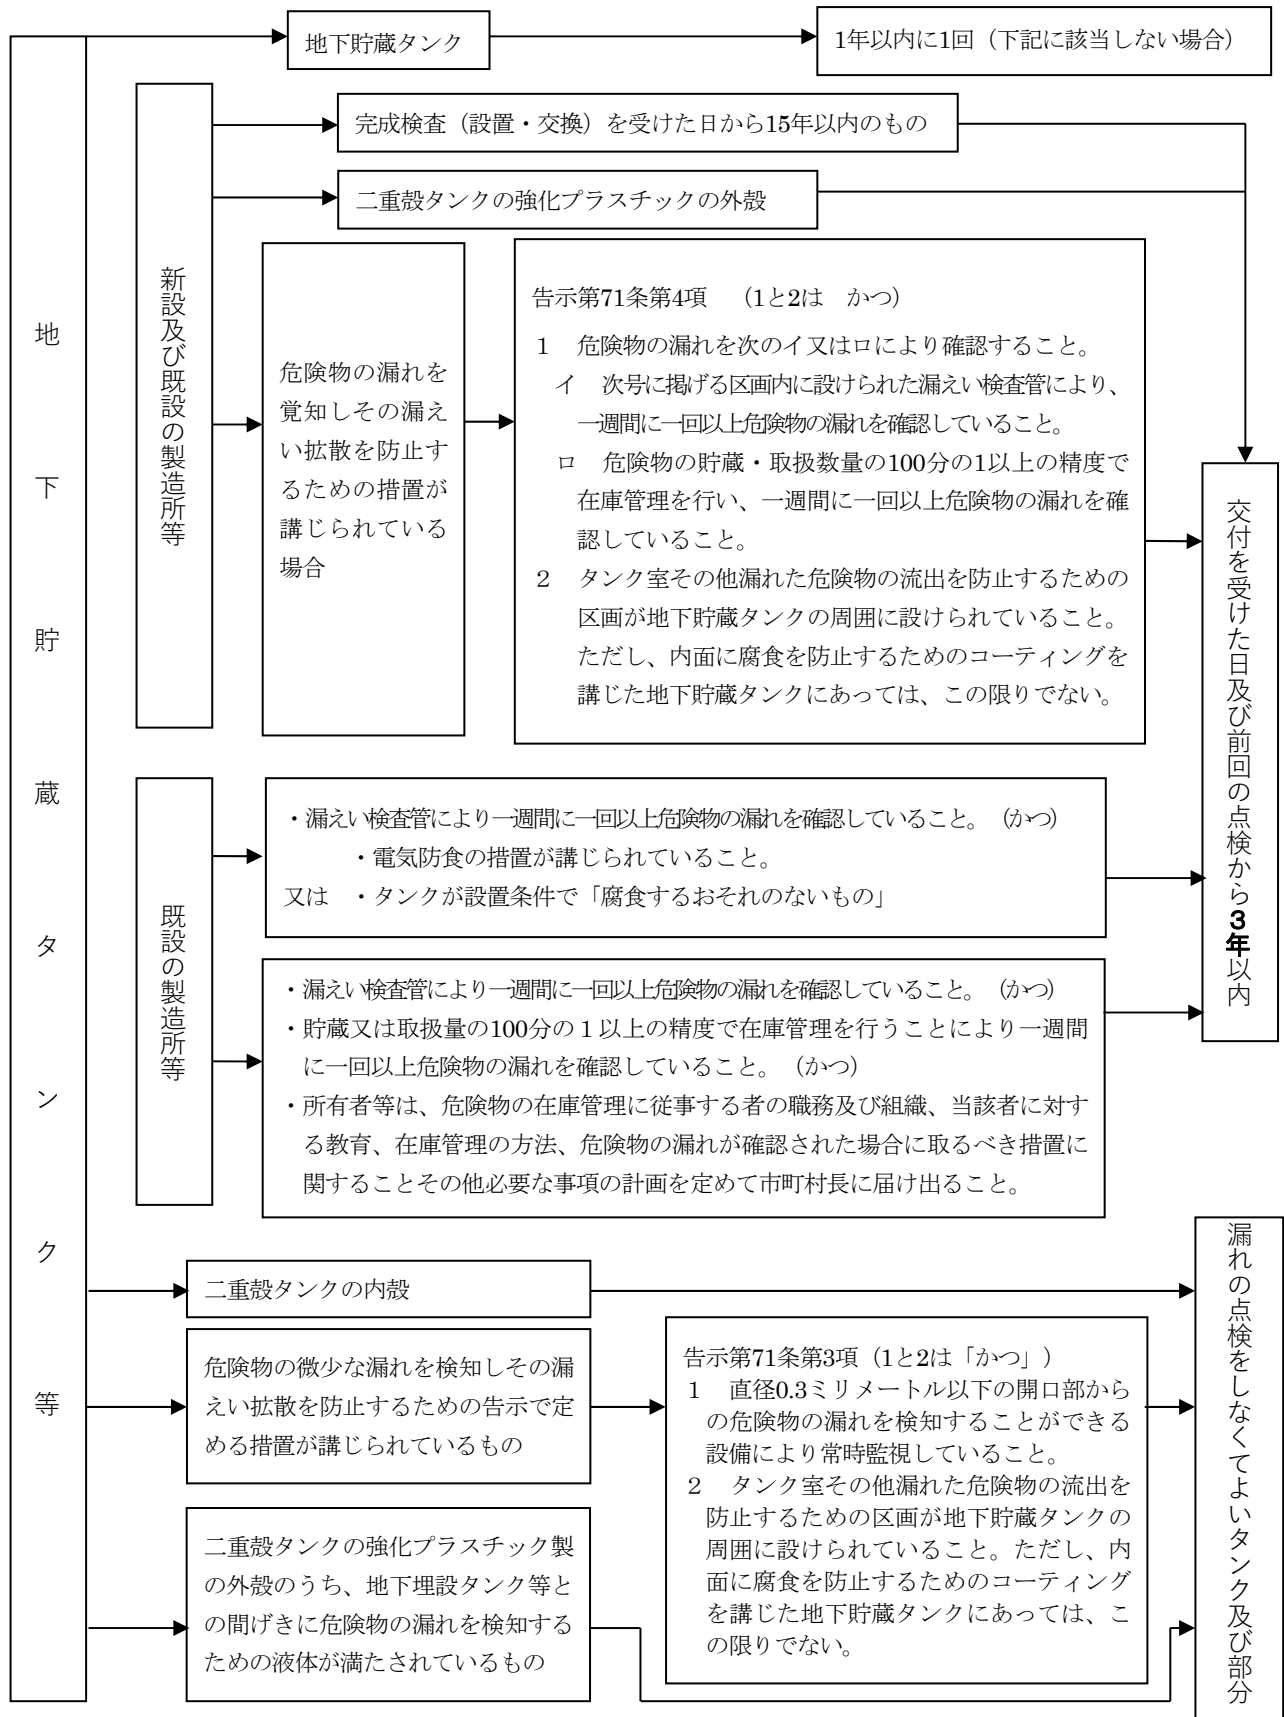 地下貯蔵タンク等
地下貯蔵タンク
1年以内に1回（下記に該当しない場合）
新設及び既設の製造所等
完成検査（設置・交換）を受けた日から15年以内のもの
二重殻タンクの強化プラスチックの外殻
危険物の漏れを
覚知しその漏え
い拡散を防止す
るための措置が
講じられている
場合
告示第71条第4項　（1と2は　かつ）
1　危険物の漏れを次のイ又はロにより確認すること。
イ　次号に掲げる区画内に設けられた漏えい検査管により、
一週間に一回以上危険物の漏れを確認していること。
ロ　危険物の貯蔵・取扱数量の100分の1以上の精度で
在庫管理を行い、一週間に一回以上危険物の漏れを確
認していること。
2　タンク室その他漏れた危険物の流出を防止するための
区画が地下貯蔵タンクの周囲に設けられていること。
ただし、内面に腐食を防止するためのコーティングを
講じた地下貯蔵タンクにあっては、この限りでない。
交付を受けた日及び前回の点検から3年以内
既設の製造所等
・漏えい検査管により一週間に一回以上危険物の漏れを確認していること。（かつ）
・電気防食の措置が講じられていること。
又は　・タンクが設置条件で「腐食するおそれのないもの」
・漏えい検査管により一週間に一回以上危険物の漏れを確認していること。（かつ）
・貯蔵又は取扱量の100分の１以上の精度で在庫管理を行うことにより一週間
に一回以上危険物の漏れを確認していること。（かつ）
・所有者等は、危険物の在庫管理に従事する者の職務及び組織、当該者に対す
る教育、在庫管理の方法、危険物の漏れが確認された場合に取るべき措置に
関することその他必要な事項の計画を定めて市町村長に届け出ること。
二重殻タンクの内殻
危険物の微少な漏れを検知しその漏
えい拡散を防止するための告示で定
める措置が講じられているもの
告示第71条第3項（1と2は「かつ」）
1　直径0.3ミリメートル以下の開口部から
の危険物の漏れを検知することができる
設備により常時監視していること。
2　タンク室その他漏れた危険物の流出を
防止するための区画が地下貯蔵タンクの
周囲に設けられていること。ただし、内
面に腐食を防止するためのコーティング
を講じた地下貯蔵タンクにあっては、こ
の限りでない。
二重殻タンクの強化プラスチック製
の外殻のうち、地下埋設タンク等と
の間げきに危険物の漏れを検知する
ための液体が満たされているもの
漏れの点検をしなくてよいタンク及び部分